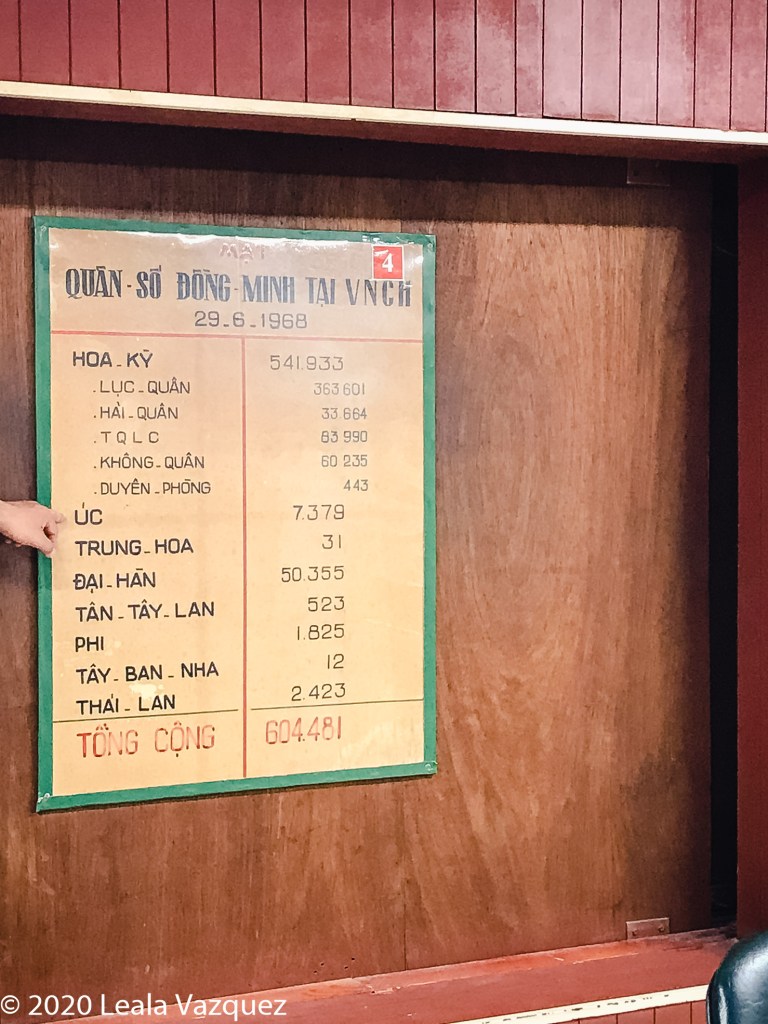 MẬT
4
QUÂN-SỐ ĐỒNG-MINH TẠI VNCH
29-6-1968
HOA-KỲ 541.933
.LỤC-QUÂN 363 601
.HẢI-QUÂN 33 664
.TQLC 83 990
.KHÔNG-QUÂN 60 235
.DUYÊN-PHÒNG 443
ÚC 7.379
TRUNG-HOA 31
ĐẠI-HÀN 50.355
TÂN-TÂY-LAN 523
PHI 1.825
TÂY-BAN-NHA 12
THÁI-LAN 2.423
TỔNG CỘNG 604.481
© 2020 Leala Vazquez